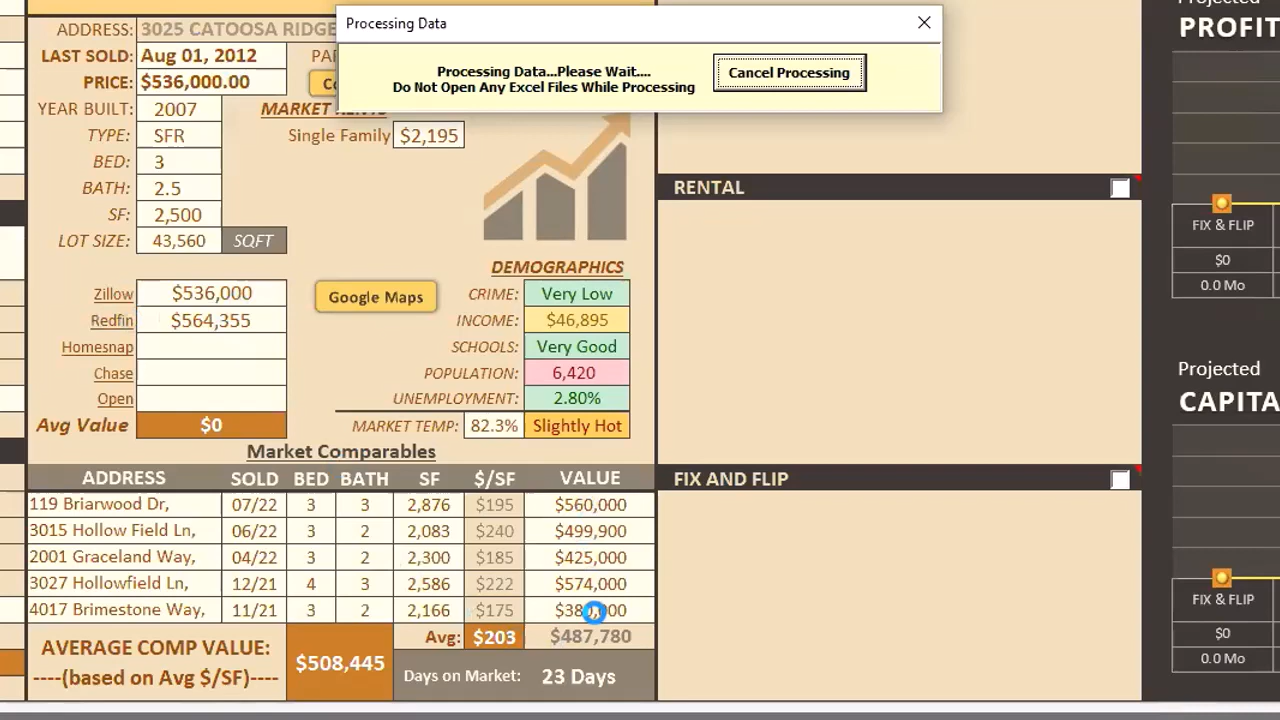 Processing Data
Processing Data...Please Wait....
Do Not Open Any Excel Files While Processing
Cancel Processing
ADDRESS: 3025 CATOOSA RIDGE
LAST SOLD: Aug 01, 2012
PRICE: $536,000.00
YEAR BUILT: 2007
MARKET
TYPE: SFR
Single Family $2,195
BED: 3
BATH: 2.5
SF: 2,500
LOT SIZE: 43,560 SQFT
Zillow $536,000
Redfin $564,355
Homesnap
Chase
Open
Avg Value $0
Google Maps
DEMOGRAPHICS
CRIME: Very Low
INCOME: $46,895
SCHOOLS: Very Good
POPULATION: 6,420
UNEMPLOYMENT: 2.80%
MARKET TEMP: 82.3% Slightly Hot
Market Comparables
ADDRESS SOLD BED BATH SF $/SF VALUE
119 Briarwood Dr, 07/22 3 3 2,876 $195 $560,000
3015 Hollow Field Ln, 06/22 3 2 2,083 $240 $499,900
2001 Graceland Way, 04/22 3 2 2,300 $185 $425,000
3027 Hollowfield Ln, 12/21 4 3 2,586 $222 $574,000
4017 Brimestone Way, 11/21 3 2 2,166 $175
AVERAGE COMP VALUE:
----(based on Avg $/SF)----
$508,445
Avg: $203 $487,780
Days on Market: 23 Days
RENTAL
FIX AND FLIP
PROFIT
FIX & FLIP
$0
0.0 Mo
Projected
CAPITA
FIX & FLIP
$0
0.0 Mo